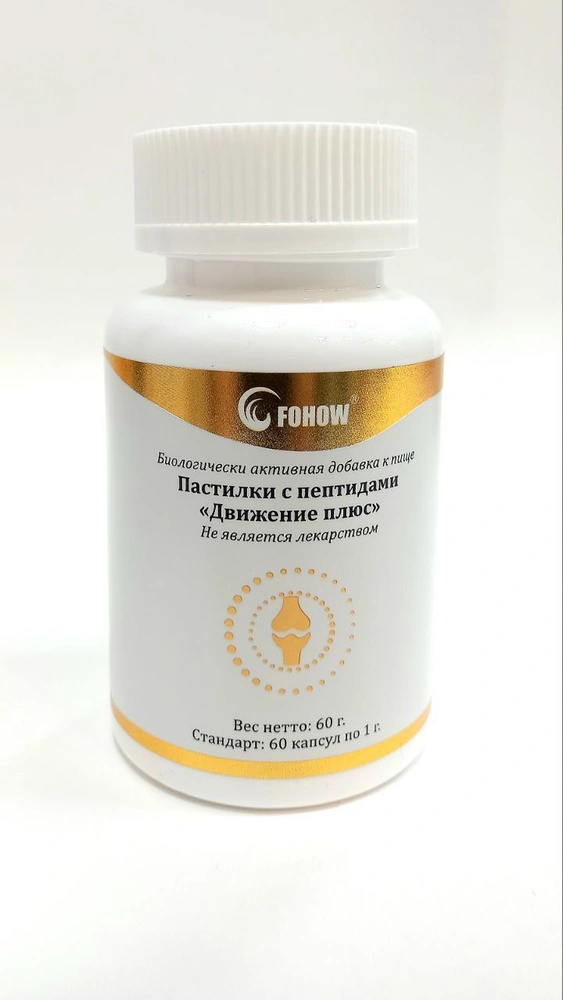 FOHOW®
Биологически активная добавка к пище
Пастилки с пептидами
«Движение плюс»
Не является лекарством
Вес нетто: 60 г.
Стандарт: 60 капсул по 1 г.